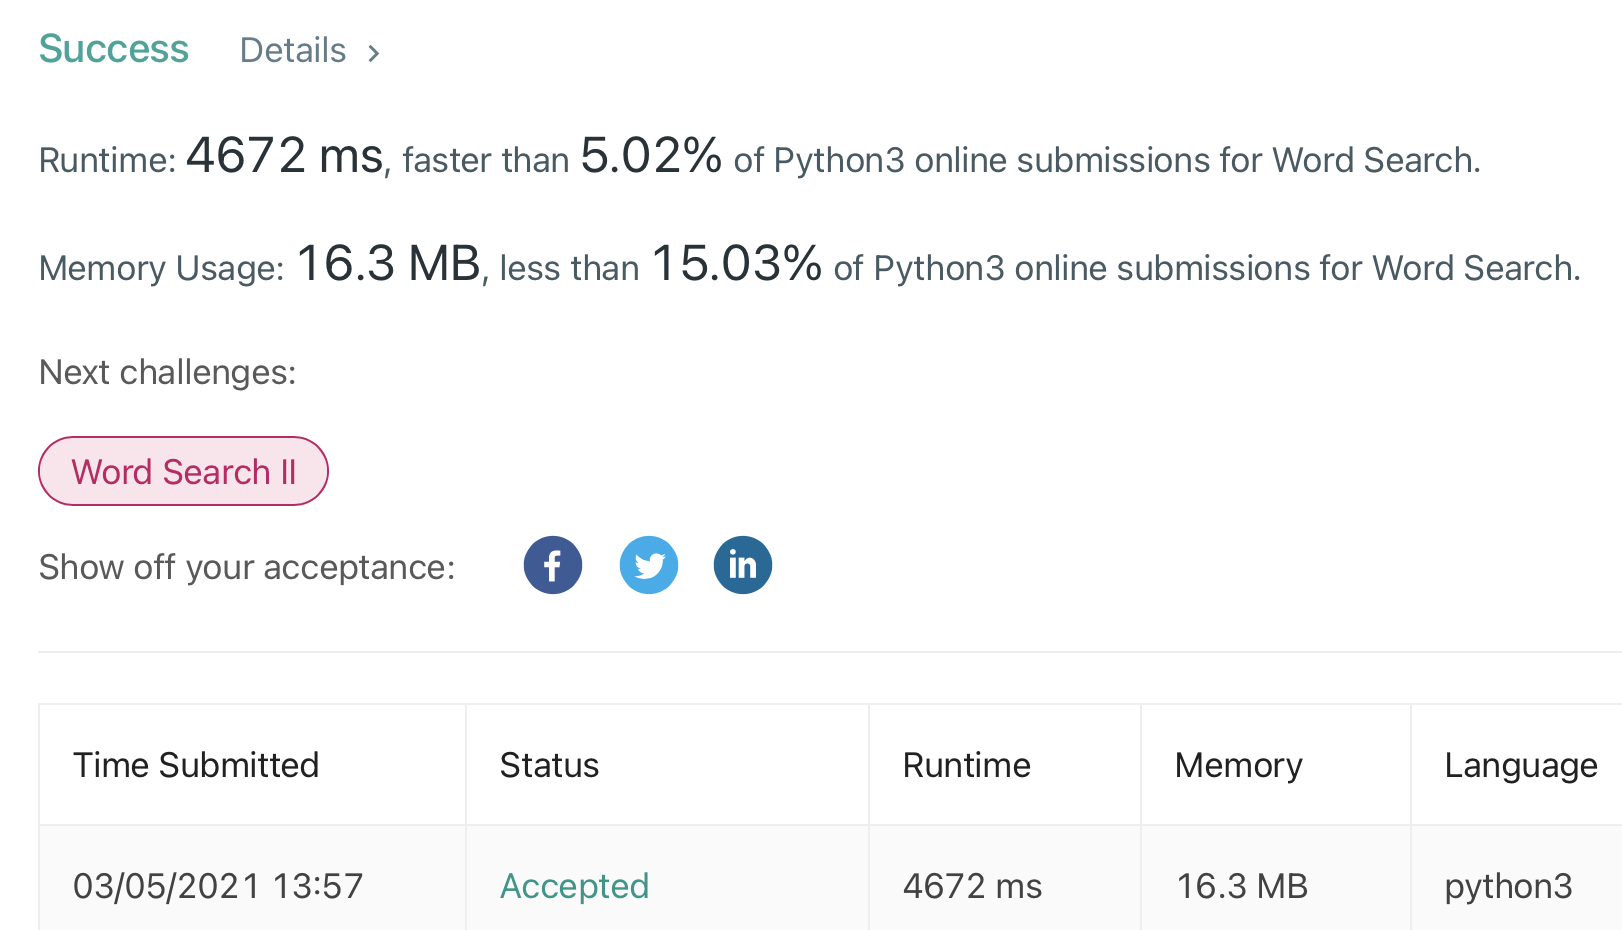 Success Details >
Runtime: 4672 ms, faster than 5.02% of Python3 online submissions for Word Search.
Memory Usage: 16.3 MB, less than 15.03% of Python3 online submissions for Word Search.
Next challenges:
Word Search II
Show off your acceptance: f in
Time Submitted Status Runtime Memory Language
03/05/2021 13:57 Accepted 4672 ms 16.3 MB python3